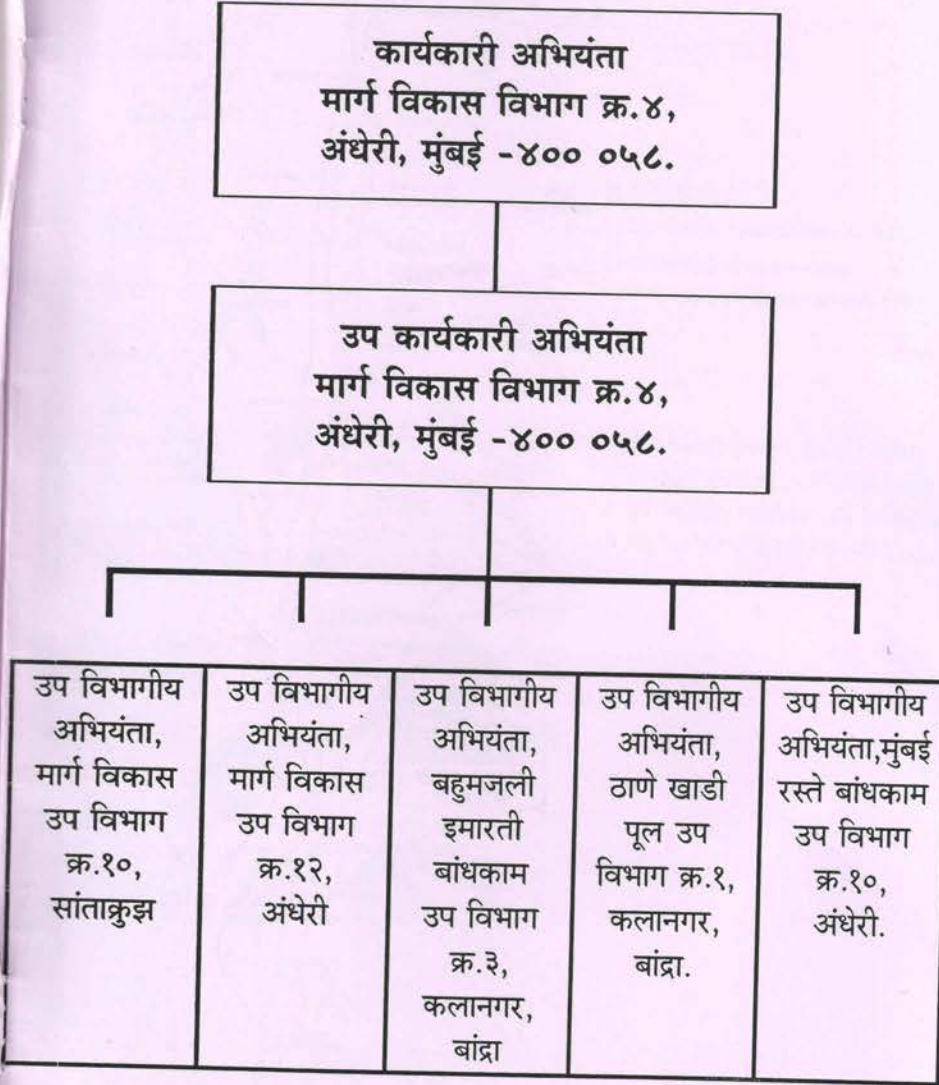 कार्यकारी अभियंता
मार्ग विकास विभाग क्र.४,
अंधेरी, मुंबई -४०० ०५८.
उप कार्यकारी अभियंता
मार्ग विकास विभाग क्र.४,
अंधेरी, मुंबई -४०० ०५८.
उप विभागीय
अभियंता,
मार्ग विकास
उप विभाग
क्र.१०,
सांताक्रुझ
उप विभागीय
अभियंता,
मार्ग विकास
उप विभाग
क्र.१२,
अंधेरी
उप विभागीय
अभियंता,
बहुमजली
इमारती
बांधकाम
उप विभाग
क्र.३,
कलानगर,
बांद्रा
उप विभागीय
अभियंता,
ठाणे खाडी
पूल उप
विभाग क्र.१,
कलानगर,
बांद्रा.
उप विभागीय
अभियंता,मुंबई
रस्ते बांधकाम
उप विभाग
क्र.१०,
अंधेरी.